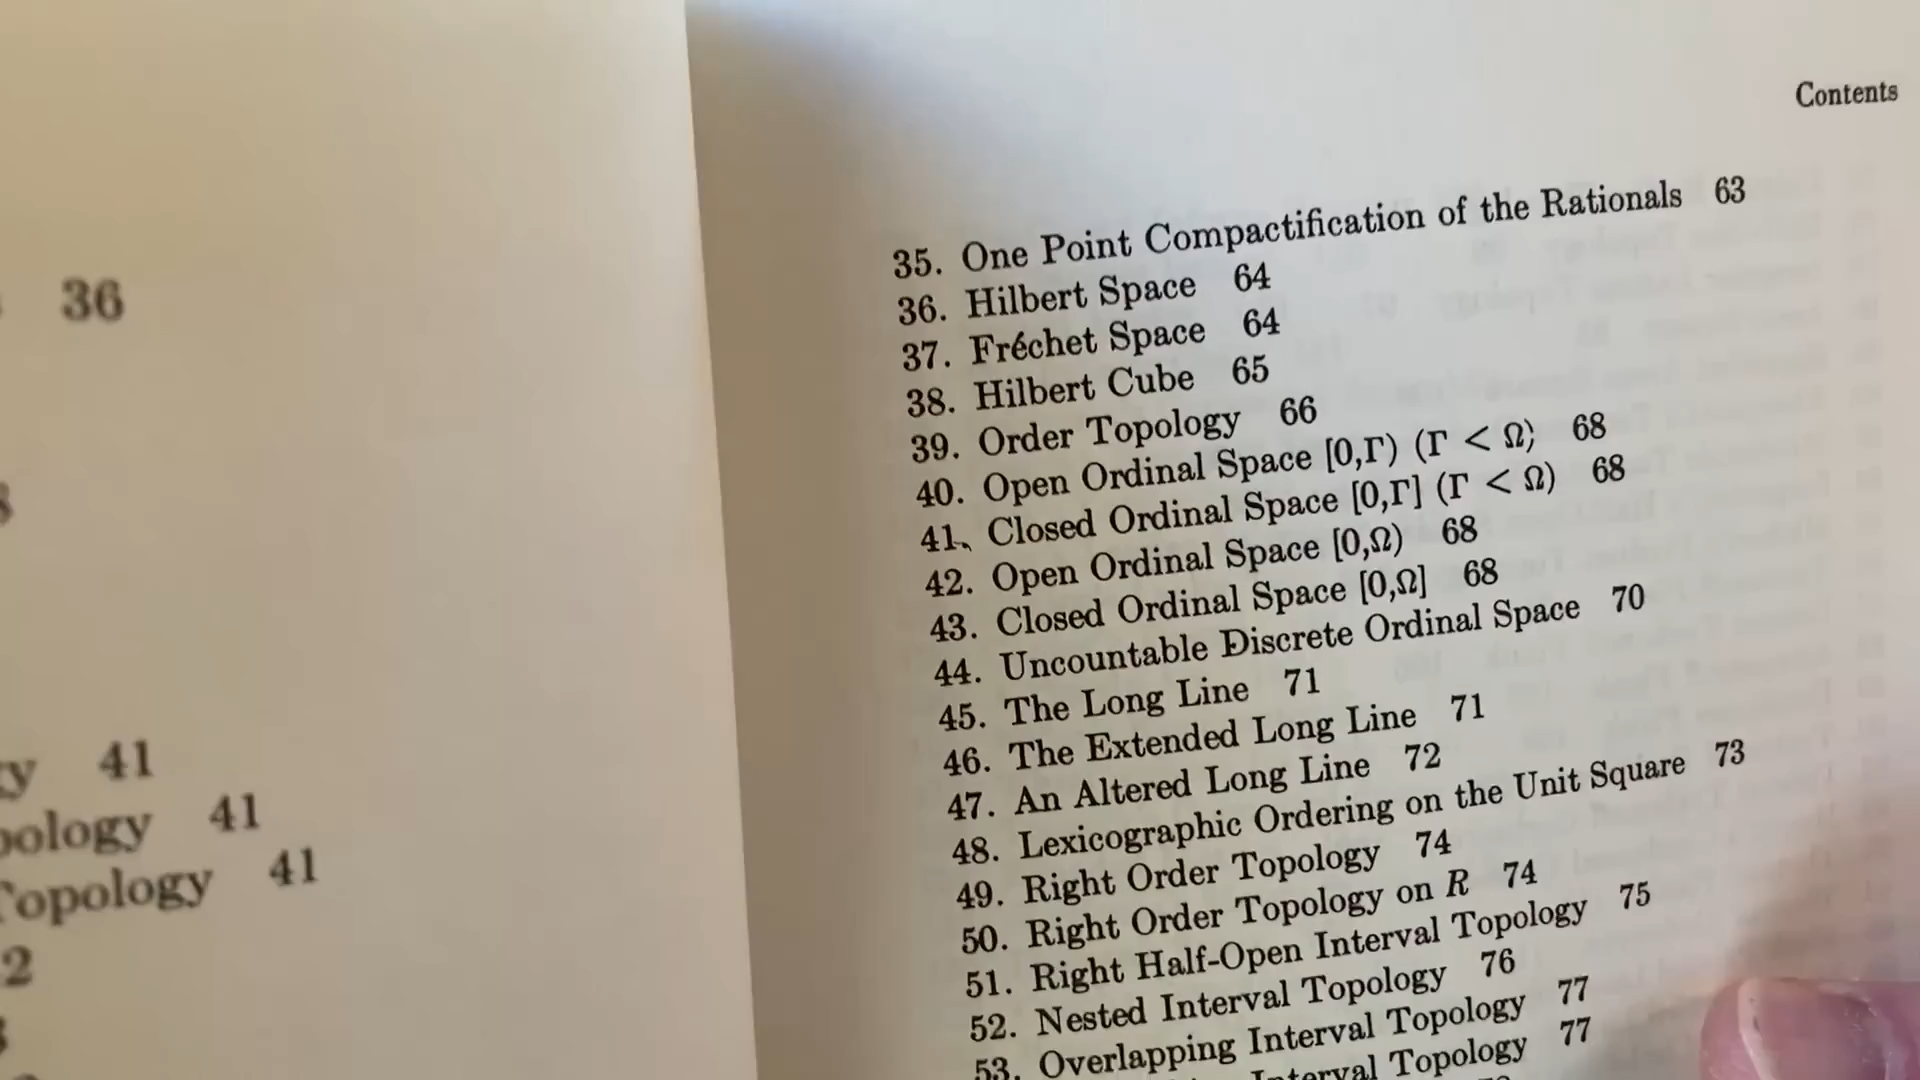 36
41
pology 41
Topology 41
Contents
35. One Point Compactification of the Rationals 63
36. Hilbert Space 64
37. Fréchet Space 64
38. Hilbert Cube 65
39. Order Topology 66
40. Open Ordinal Space [0,Γ) (Γ < Ω) 68
41. Closed Ordinal Space [0,Γ] (Γ < Ω) 68
42. Open Ordinal Space [0,Ω) 68
43. Closed Ordinal Space [0,Ω] 68
44. Uncountable Discrete Ordinal Space 70
45. The Long Line 71
46. The Extended Long Line 71
47. An Altered Long Line 72
48. Lexicographic Ordering on the Unit Square 73
49. Right Order Topology 74
50. Right Order Topology on R 74
51. Right Half-Open Interval Topology 75
52. Nested Interval Topology 76
53. Overlapping Interval Topology 77
Interval Topology 77